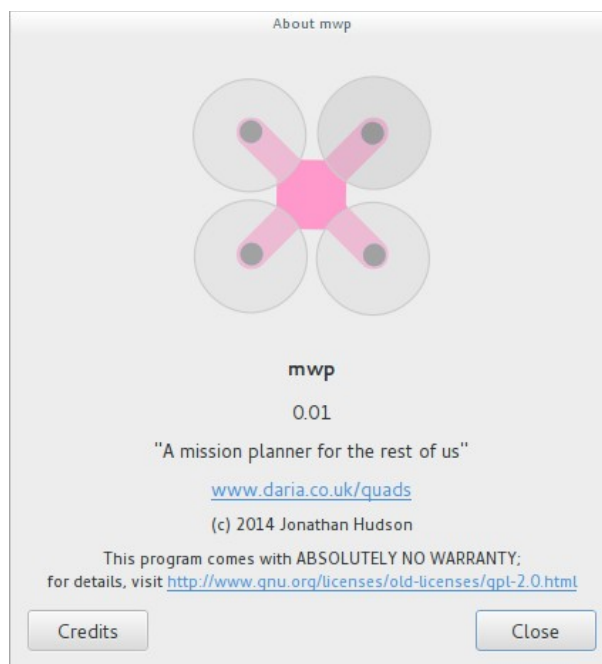 About mwp
mwp
0.01
"A mission planner for the rest of us"
www.daria.co.uk/quads
(c) 2014 Jonathan Hudson
This program comes with ABSOLUTELY NO WARRANTY;
for details, visit http://www.gnu.org/licenses/old-licenses/gpl-2.0.html
Credits
Close